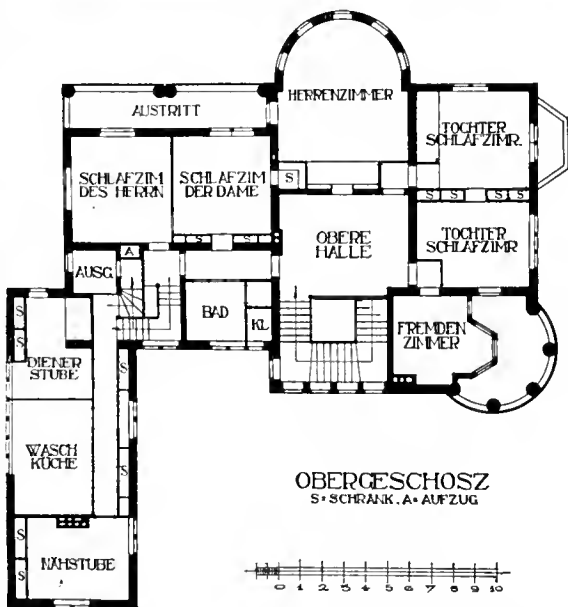 HERRENZIMMER
AUSTRITT
TOCHTER
SCHLAFZIMR.
SCHLAFZIM
DES HERRN
SCHLAFZIM
DER DAME
S
S
S
S
S
S
S
TOCHTER
SCHLAFZIMR
OBERE
HALLE
A
AUSG.
BAD
KL
FREMDEN
ZIMMER
S
S
DIENER
STUBE
S
WASCH
KÜCHE
S
S
S
NÄHSTUBE
OBERGESCHOSZ
S=SCHRANK, A=AUFZUG
0 1 2 3 4 5 6 7 8 9 10